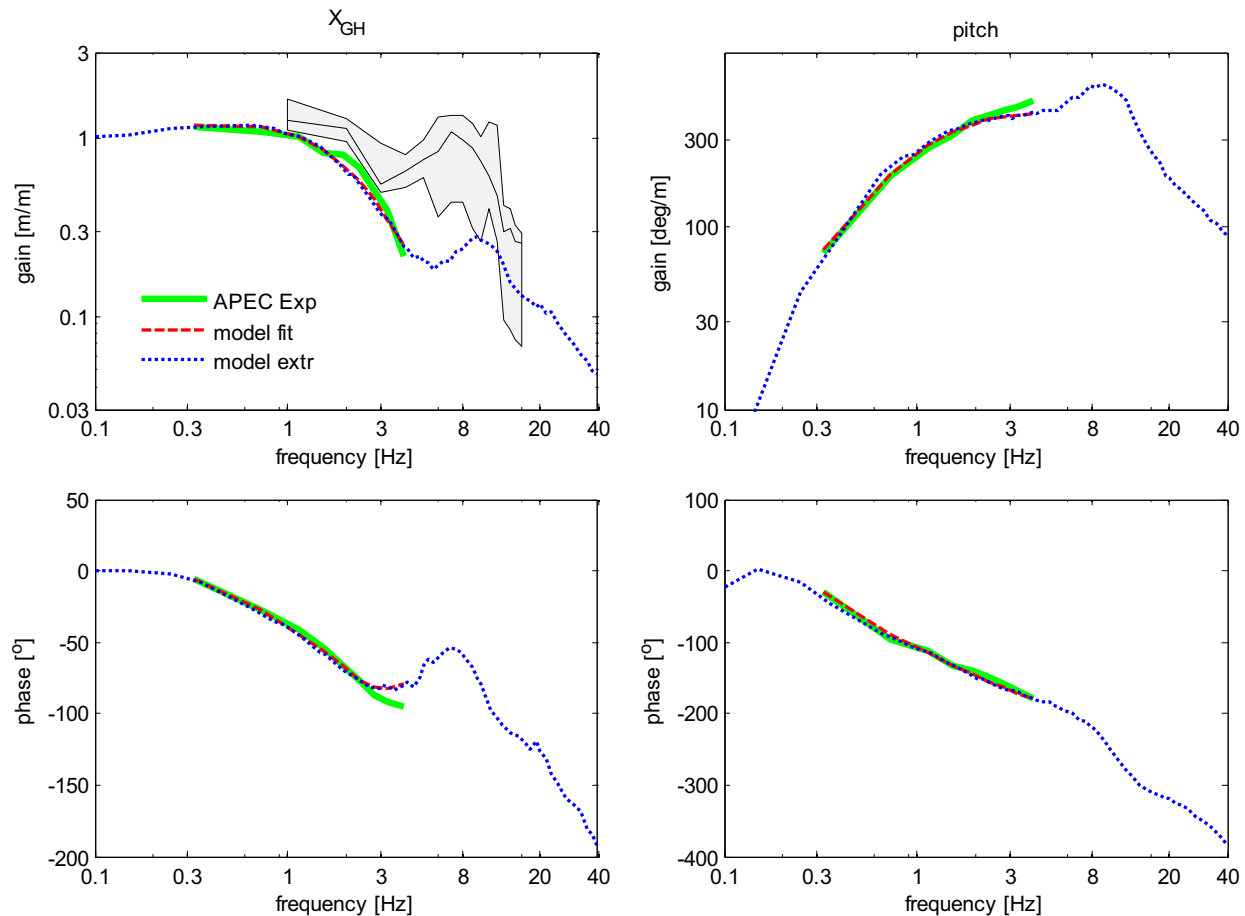 X_GH
3
1
0.3
0.1
0.03
gain [m/m]
APEC Exp
model fit
model extr
0.1 0.3 1 3 8 20 40
frequency [Hz]
pitch
300
100
30
10
gain [deg/m]
0.1 0.3 1 3 8 20 40
frequency [Hz]
50
0
-50
-100
-150
-200
phase [°]
0.1 0.3 1 3 8 20 40
frequency [Hz]
100
0
-100
-200
-300
-400
phase [°]
0.1 0.3 1 3 8 20 40
frequency [Hz]